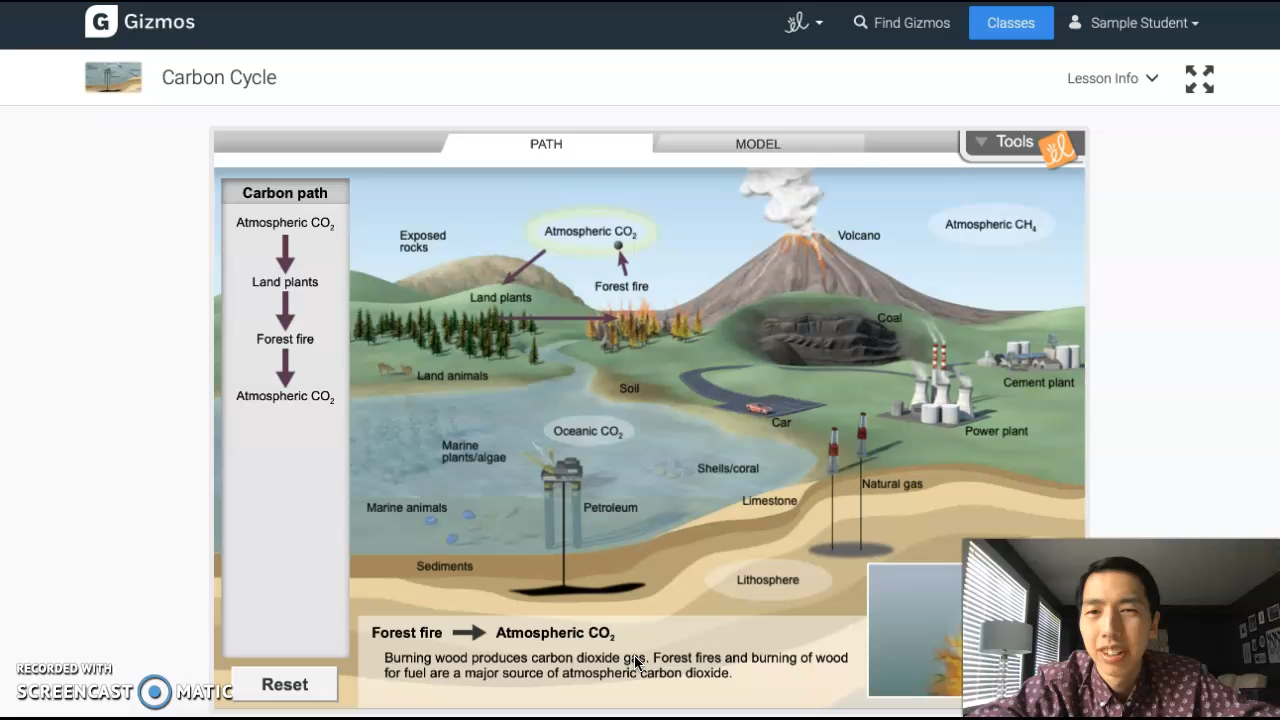 G Gizmos
Find Gizmos
Classes
Sample Student
Carbon Cycle
Lesson Info
PATH
MODEL
Tools
Carbon path
Atmospheric CO₂
Land plants
Forest fire
Atmospheric CO₂
Exposed
rocks
Atmospheric CO₂
Volcano
Atmospheric CH₄
Forest fire
Land plants
Coal
Land animals
Soil
Cement plant
Car
Power plant
Oceanic CO₂
Marine
plants/algae
Shells/coral
Natural gas
Limestone
Marine animals
Petroleum
Sediments
Lithosphere
Forest fire Atmospheric CO₂
Burning wood produces carbon dioxide gas. Forest fires and burning of wood
for fuel are a major source of atmospheric carbon dioxide.
Reset
RECORDED WITH
SCREENCAST MATIC